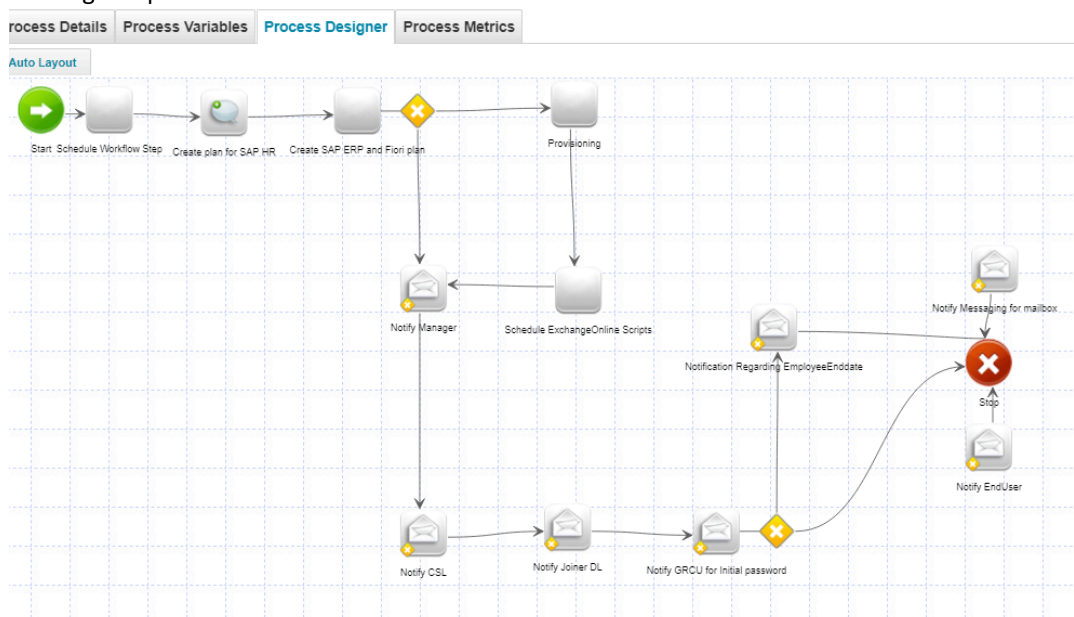 rocess Details Process Variables Process Designer Process Metrics
Auto Layout
Start Schedule Workflow Step Create plan for SAP HR Create SAP ERP and Fiori plan Provisioning
Notify Messaging for mailbox
Notify Manager Schedule ExchangeOnline Scripts
Notification Regarding EmployeeEnddate
Stop
Notify EndUser
Notify CSL Notify Joiner DL Notify GRCU for Initial password